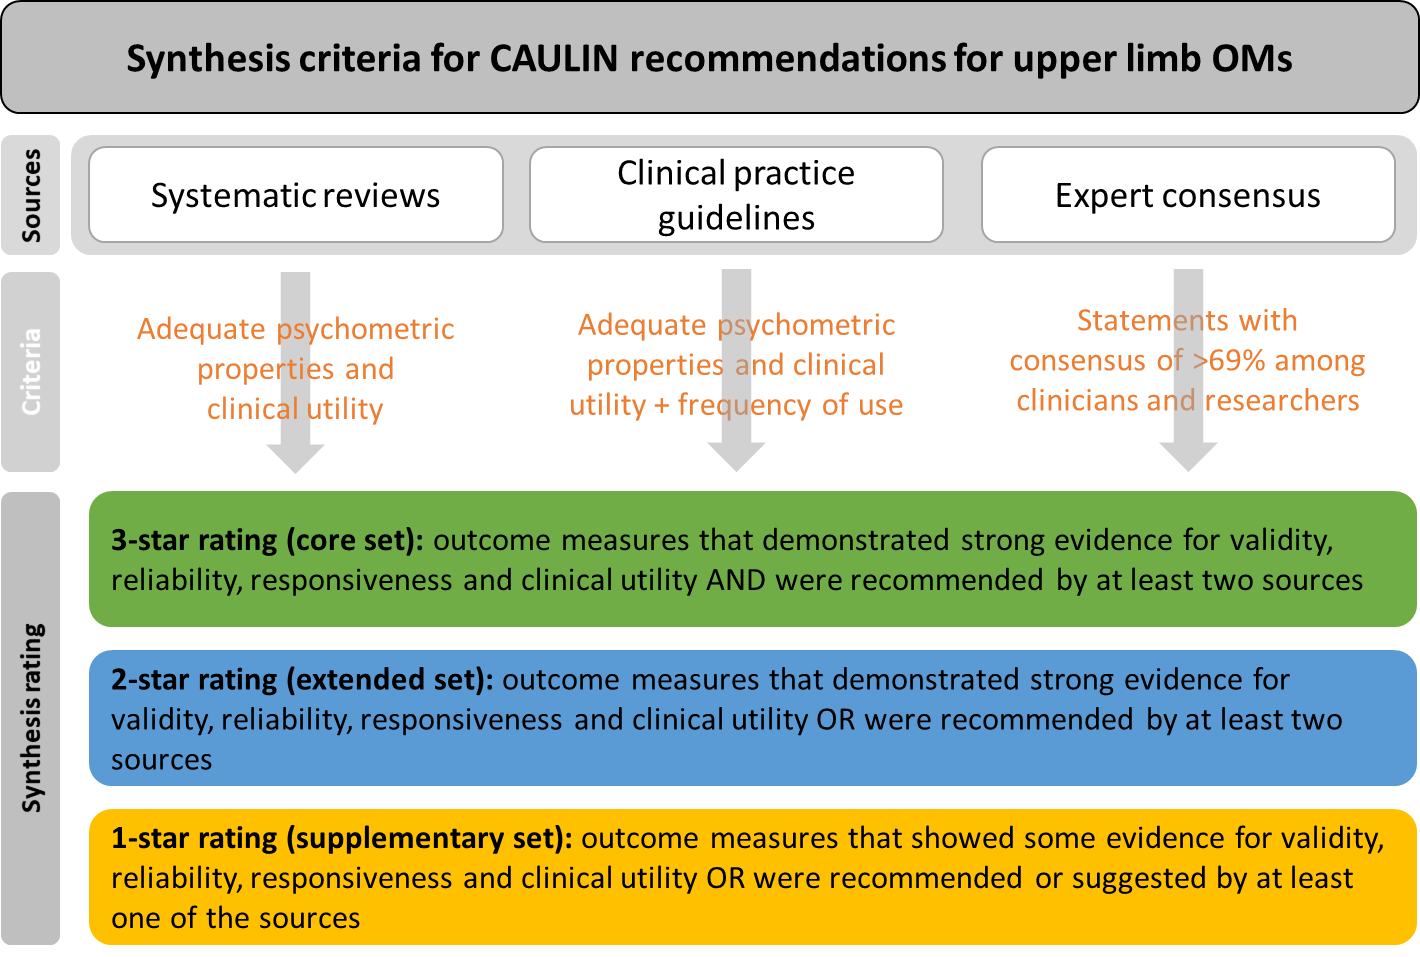 Synthesis criteria for CAULIN recommendations for upper limb OMs
Sources
Systematic reviews
Clinical practice
guidelines
Expert consensus
Criteria
Adequate psychometric
properties and
clinical utility
Adequate psychometric
properties and clinical
utility + frequency of use
Statements with
consensus of >69% among
clinicians and researchers
Synthesis rating
3-star rating (core set): outcome measures that demonstrated strong evidence for validity,
reliability, responsiveness and clinical utility AND were recommended by at least two sources
2-star rating (extended set): outcome measures that demonstrated strong evidence for
validity, reliability, responsiveness and clinical utility OR were recommended by at least two
sources
1-star rating (supplementary set): outcome measures that showed some evidence for validity,
reliability, responsiveness and clinical utility OR were recommended or suggested by at least
one of the sources